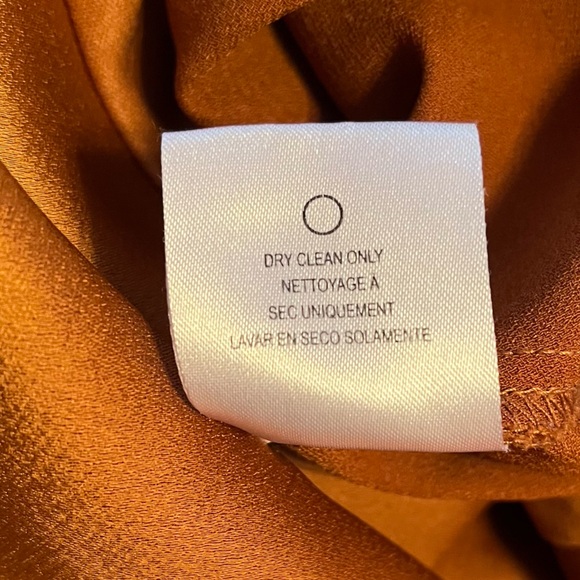 DRY CLEAN ONLY
NETTOYAGE À
SEC UNIQUEMENT
LAVAR EN SECO SOLAMENTE